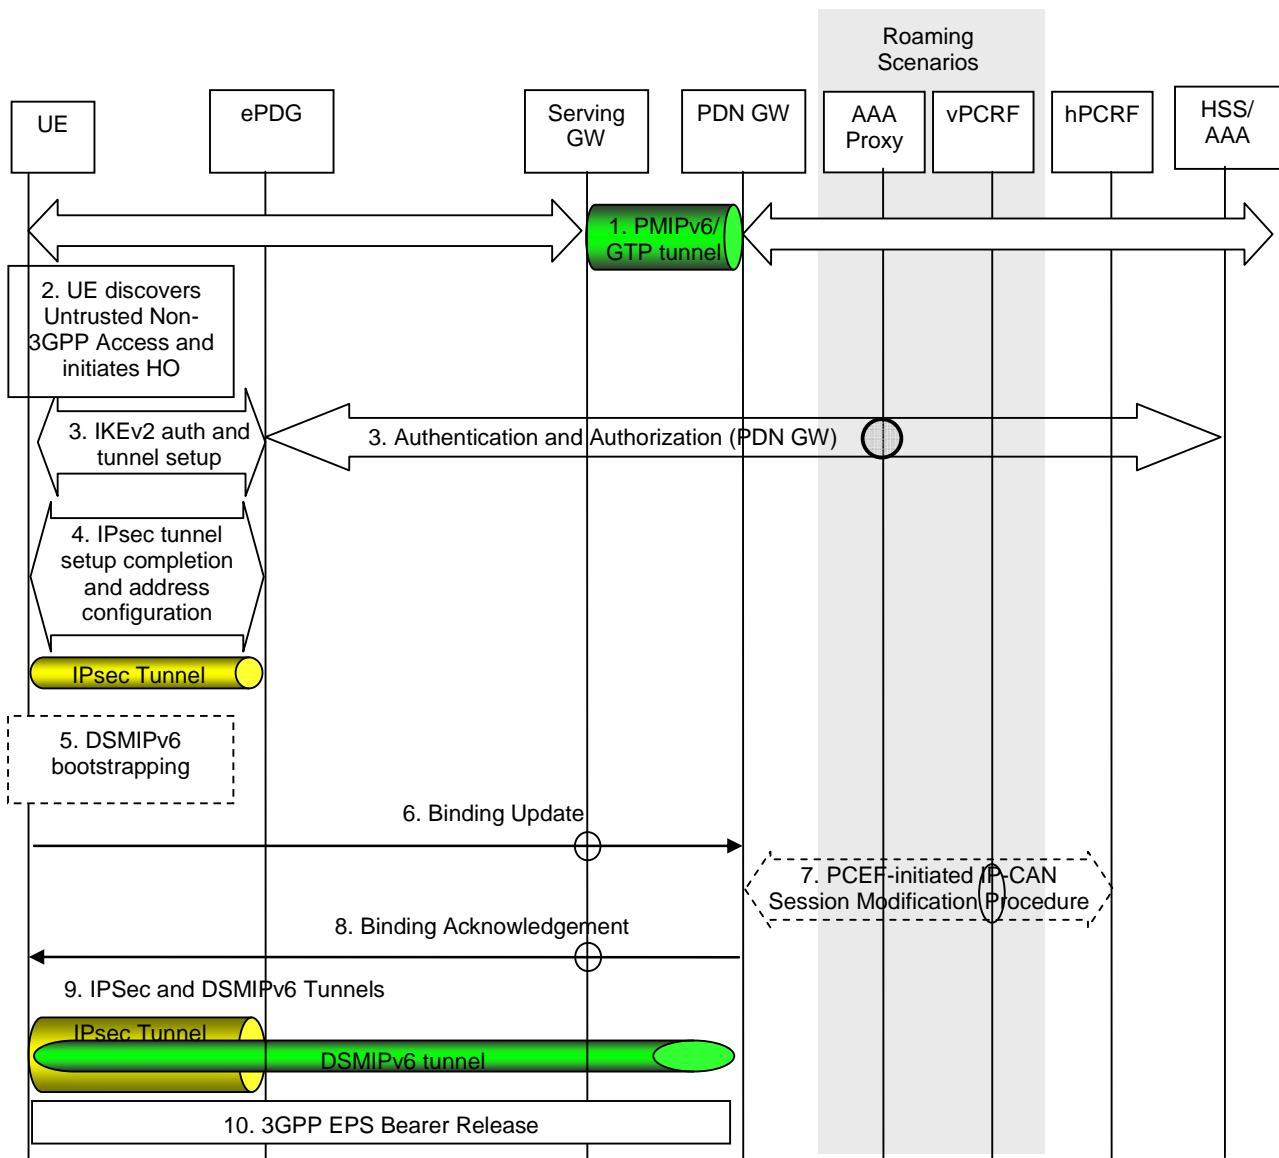 Roaming
Scenarios
UE
ePDG
Serving
GW
PDN GW
AAA
Proxy
vPCRF
hPCRF
HSS/
AAA
1. PMIPv6/
GTP tunnel
2. UE discovers
Untrusted Non-
3GPP Access and
initiates HO
3. IKEv2 auth and
tunnel setup
3. Authentication and Authorization (PDN GW)
4. IPsec tunnel
setup completion
and address
configuration
IPsec Tunnel
5. DSMIPv6
bootstrapping
6. Binding Update
7. PCEF-initiated IP-CAN
Session Modification Procedure
8. Binding Acknowledgement
9. IPSec and DSMIPv6 Tunnels
IPsec Tunnel
DSMIPv6 tunnel
10. 3GPP EPS Bearer Release